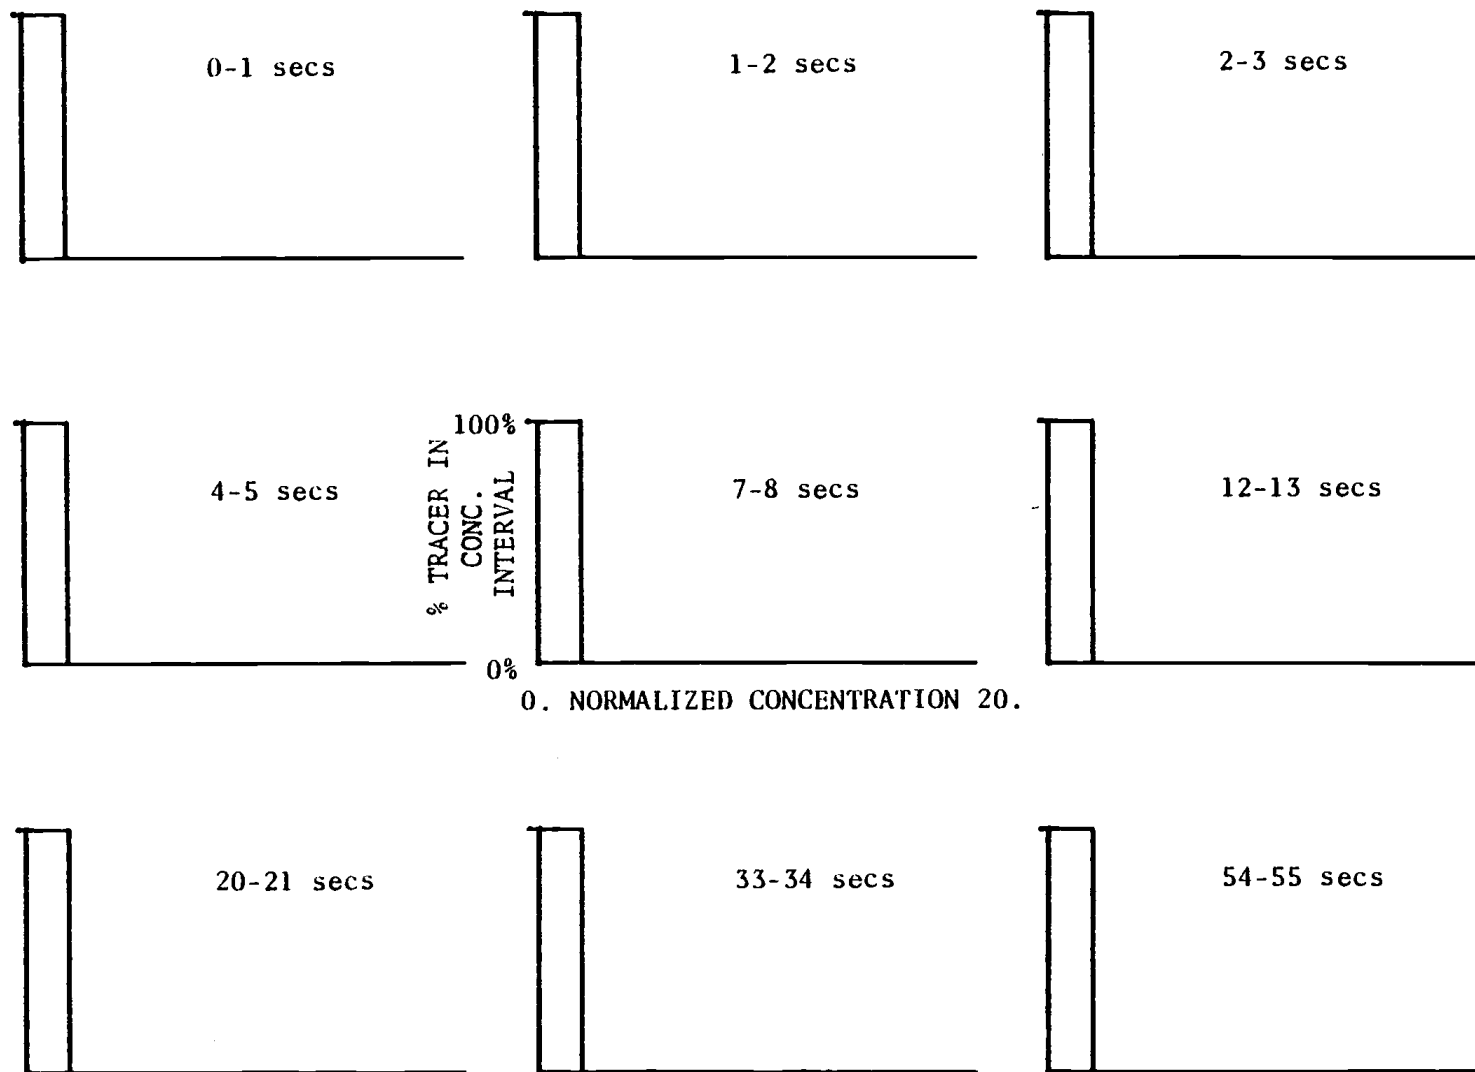 0-1 secs
1-2 secs
2-3 secs
4-5 secs
100%
% TRACER IN
CONC.
INTERVAL
0%
7-8 secs
12-13 secs
0. NORMALIZED CONCENTRATION 20.
20-21 secs
33-34 secs
54-55 secs